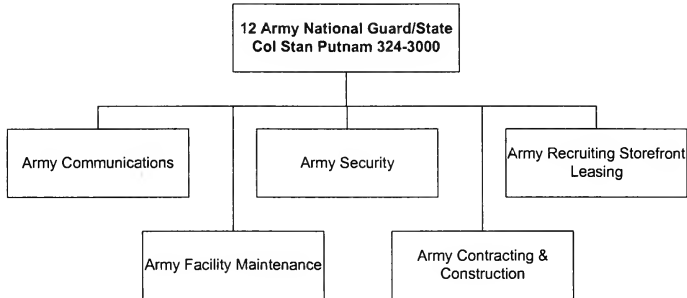 12 Army National Guard/State
Col Stan Putnam 324-3000
Army Communications
Army Security
Army Recruiting Storefront
Leasing
Army Facility Maintenance
Army Contracting &
Construction